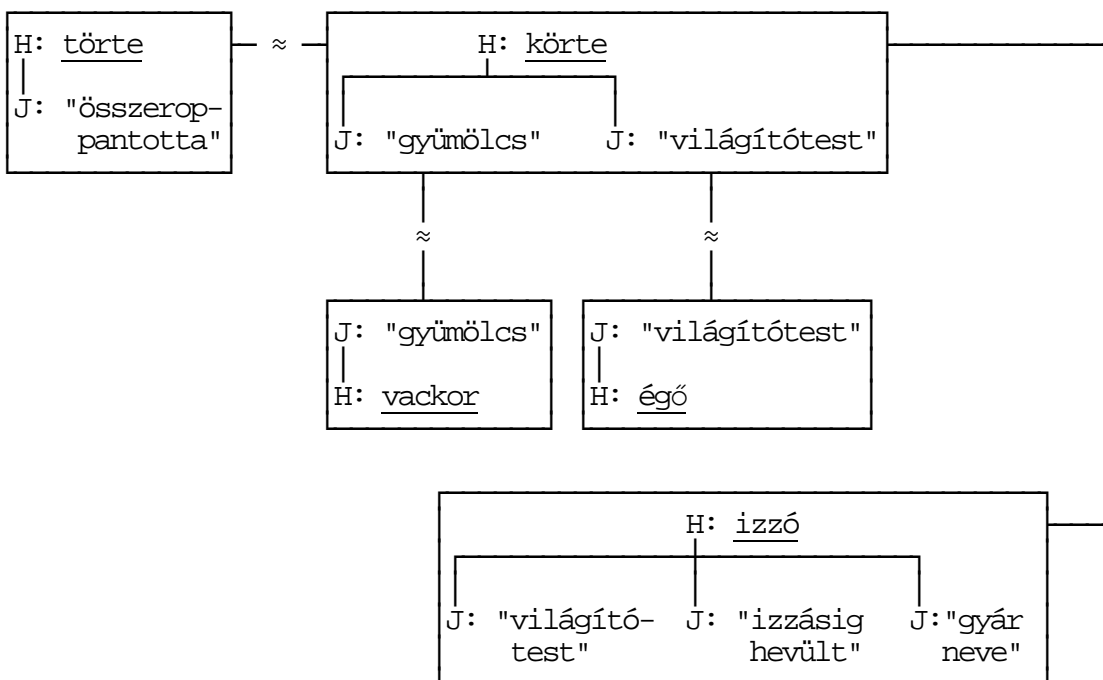 H: törte ≈ H: körte
J: "összerop-
pantotta"
J: "gyümölcs" J: "világítótest"
≈ ≈
J: "gyümölcs" J: "világítótest"
H: vackor H: égő
H: izzó
J: "világító- J: "izzásig J:"gyár
test" hevült" neve"